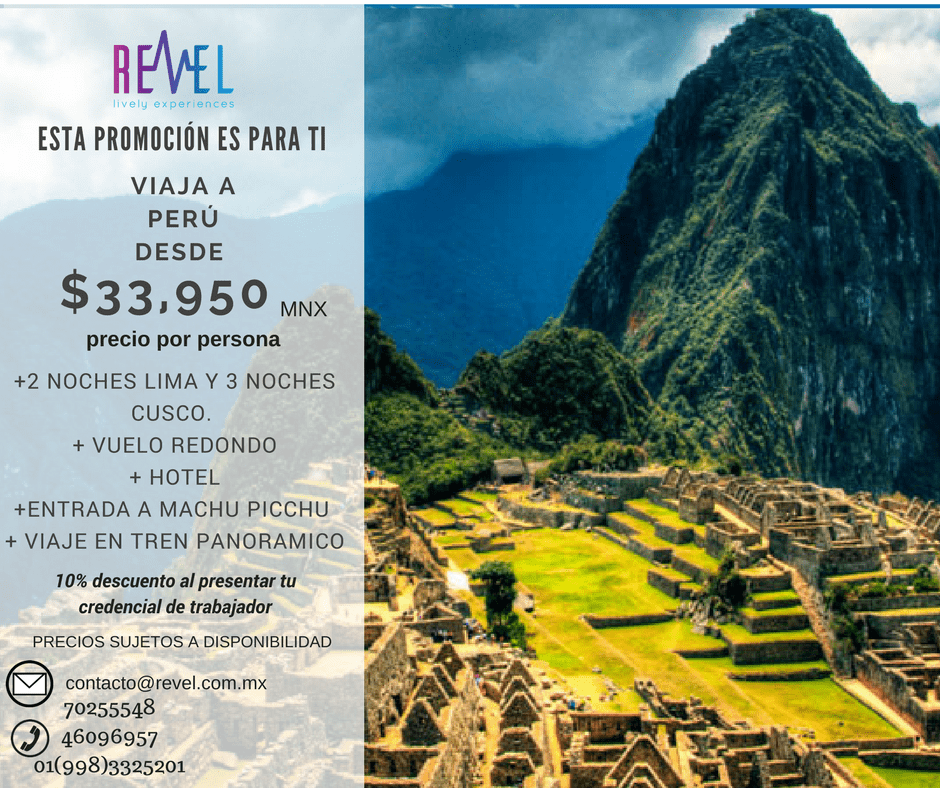 REVEL
lively experiences
ESTA PROMOCIÓN ES PARA TI
VIAJA A
PERÚ
DESDE
$33,950 MNX
precio por persona
+2 NOCHES LIMA Y 3 NOCHES
CUSCO.
+ VUELO REDONDO
+ HOTEL
+ENTRADA A MACHU PICCHU
+ VIAJE EN TREN PANORAMICO
10% descuento al presentar tu
credencial de trabajador
PRECIOS SUJETOS A DISPONIBILIDAD
contacto@revel.com.mx
70255548
46096957
01(998)3325201